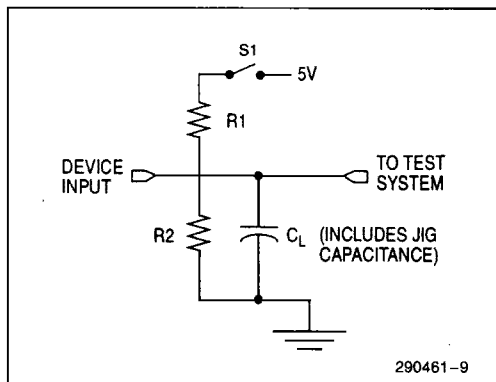 S1
5V
R1
DEVICE
INPUT
TO TEST
SYSTEM
R2
CL (INCLUDES JIG
CAPACITANCE)
290461-9